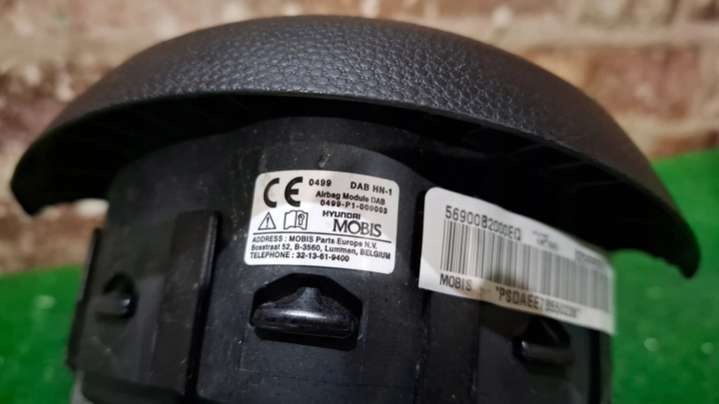 CE 0499 DAB HN-1
Airbag Module DAB
0499-P1-000003
HYUNDAI
MOBIS
ADDRESS : MOBIS Parts Europe N.V.
Bosstraat 52, B-3560, Lummen, BELGIUM
TELEPHONE : 32-13-61-9400
56900B2000EQ
MOBIS